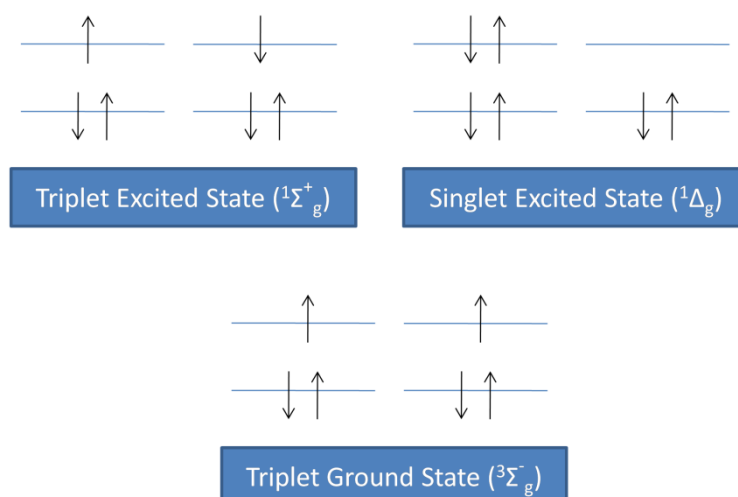 Triplet Excited State (¹Σ⁺g)
Singlet Excited State (¹Δg)
Triplet Ground State (³Σ⁻g)